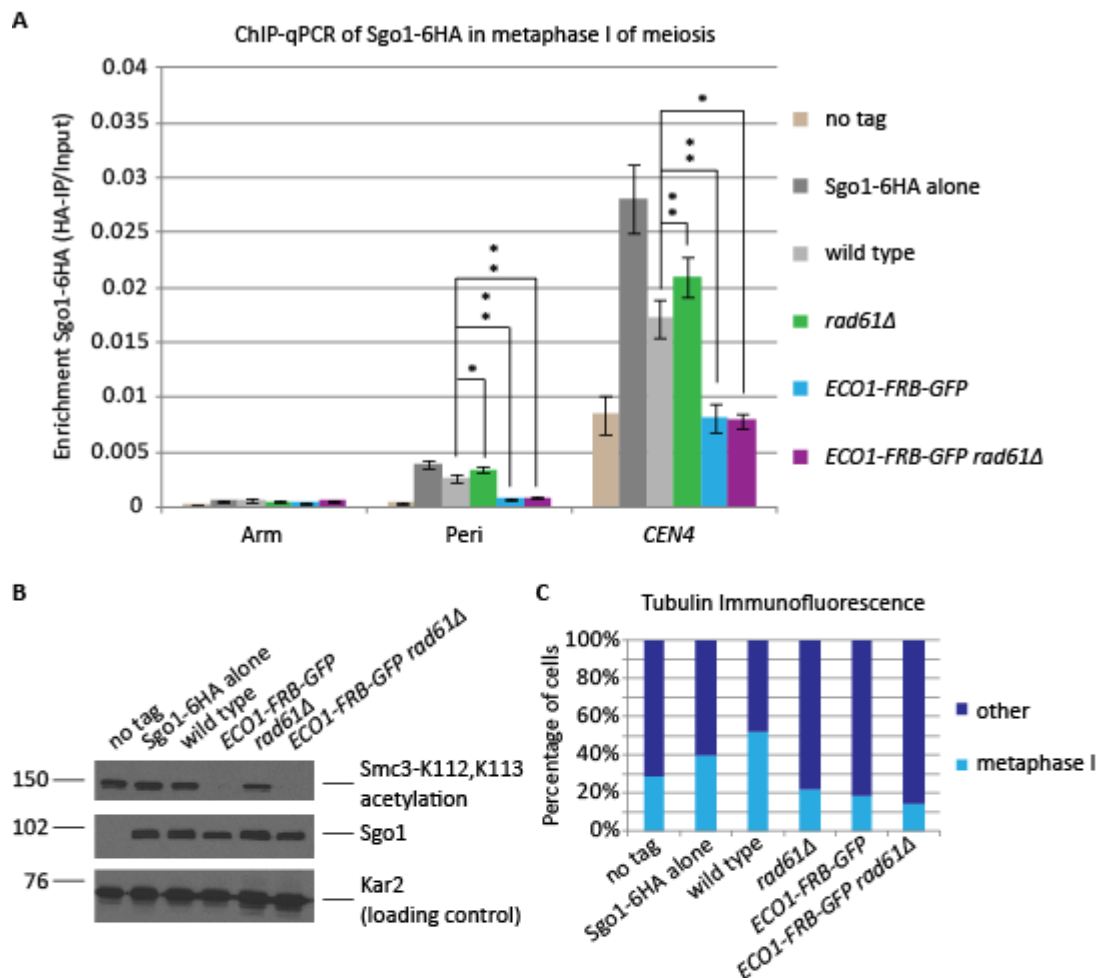 A
ChIP-qPCR of Sgo1-6HA in metaphase I of meiosis
Enrichment Sgo1-6HA (HA-IP/Input)
0.04
0.035
0.03
0.025
0.02
0.015
0.01
0.005
0
* *
* *
*
*
* *
* *
Arm
Peri
CEN4
no tag
Sgo1-6HA alone
wild type
rad61Δ
ECO1-FRB-GFP
ECO1-FRB-GFP rad61Δ
B
no tag
Sgo1-6HA alone
wild type
ECO1-FRB-GFP
rad61Δ
ECO1-FRB-GFP rad61Δ
150
Smc3-K112,K113
acetylation
102
Sgo1
76
Kar2
(loading control)
C
Tubulin Immunofluorescence
Percentage of cells
100%
80%
60%
40%
20%
0%
no tag
Sgo1-6HA alone
wild type
rad61Δ
ECO1-FRB-GFP
ECO1-FRB-GFP rad61Δ
other
metaphase I